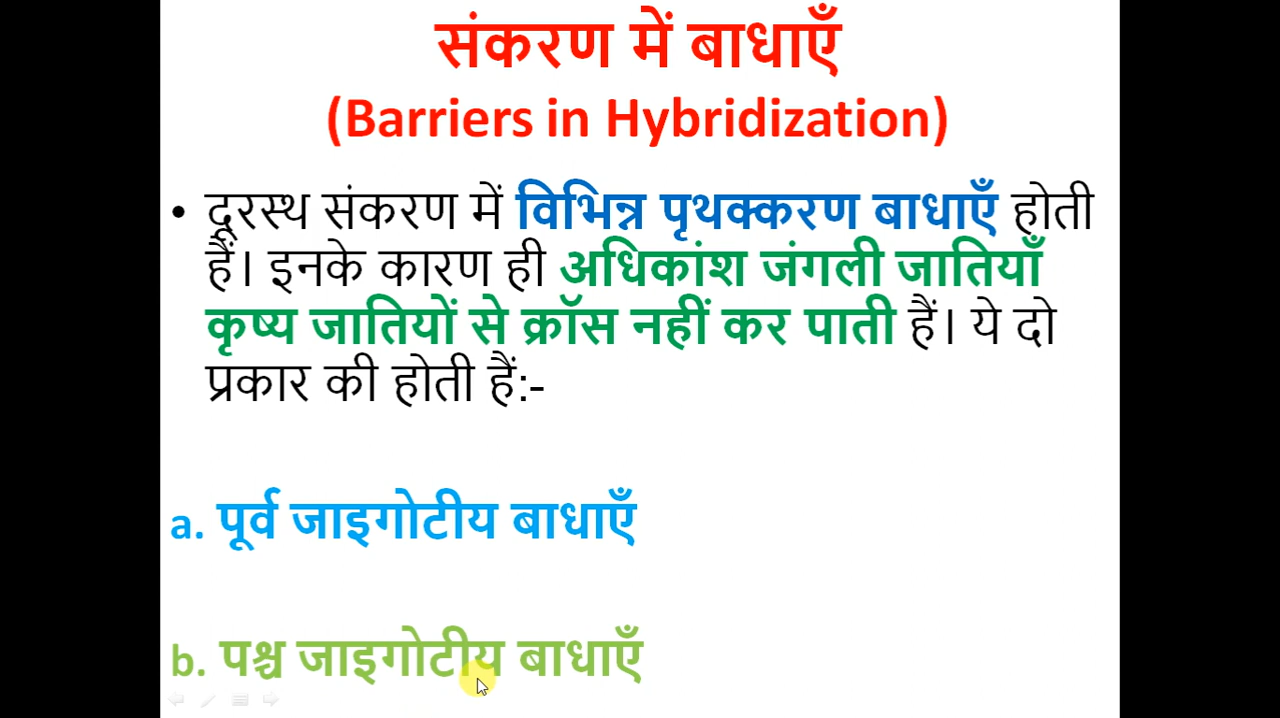 संकरण में बाधाएँ
(Barriers in Hybridization)
• दूरस्थ संकरण में विभिन्न पृथक्करण बाधाएँ होती
हैं। इनके कारण ही अधिकांश जंगली जातियाँ
कृष्य जातियों से क्रॉस नहीं कर पाती हैं। ये दो
प्रकार की होती हैं:-
a. पूर्व जाइगोटीय बाधाएँ
b. पश्च जाइगोटीय बाधाएँ